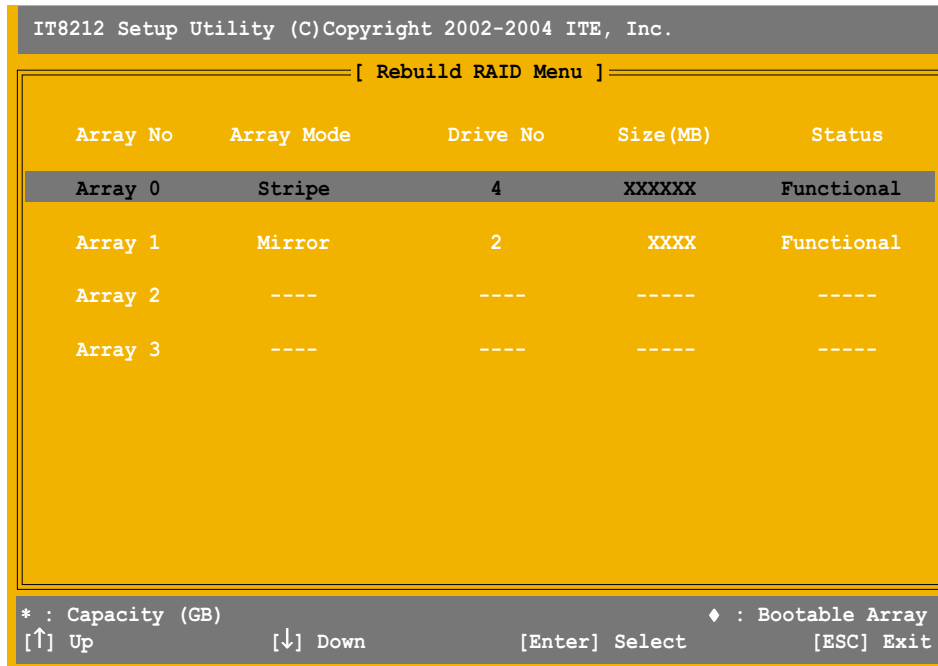 IT8212 Setup Utility (C)Copyright 2002-2004 ITE, Inc.
[ Rebuild RAID Menu ]
Array No Array Mode Drive No Size(MB) Status
Array 0 Stripe 4 XXXXXX Functional
Array 1 Mirror 2 XXXX Functional
Array 2 ---- ---- ----- -----
Array 3 ---- ---- ----- -----
* : Capacity (GB) ♦ : Bootable Array
[↑] Up [↓] Down [Enter] Select [ESC] Exit